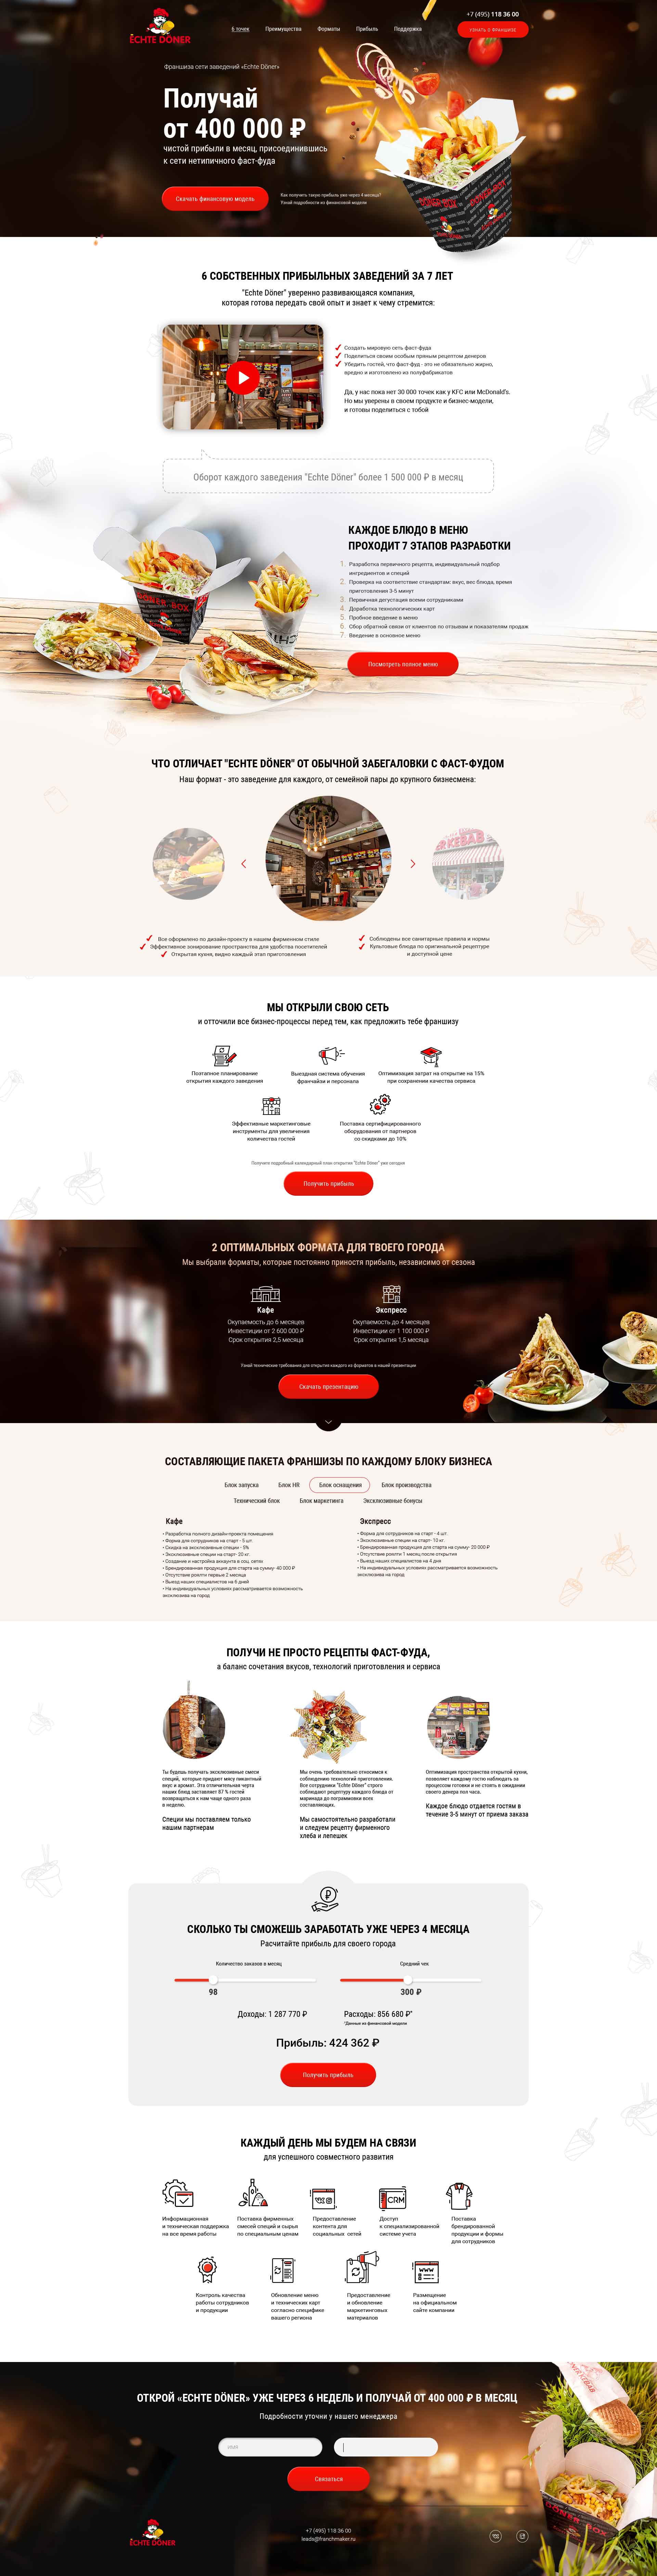 ECHTE DÖNER
6 точек
Преимущества
Форматы
Прибыль
Поддержка
+7 (495) 118 36 00
УЗНАТЬ О ФРАНШИЗЕ
Франшиза сети заведений «Echte Döner»
Получай
от 400 000 ₽
чистой прибыли в месяц, присоединившись
к сети нетипичного фаст-фуда
Скачать финансовую модель
Как получить такую прибыль уже через 4 месяца?
Узнай подробности из финансовой модели
6 СОБСТВЕННЫХ ПРИБЫЛЬНЫХ ЗАВЕДЕНИЙ ЗА 7 ЛЕТ
"Echte Döner" уверенно развивающаяся компания,
которая готова передать свой опыт и знает к чему стремится:
Создать мировую сеть фаст-фуда
Поделиться своим особым пряным рецептом денеров
Убедить гостей, что фаст-фуд - это не обязательно жирно,
вредно и изготовлено из полуфабрикатов
Да, у нас пока нет 30 000 точек как у KFC или McDonald's.
Но мы уверены в своем продукте и бизнес-модели,
и готовы поделиться с тобой
Оборот каждого заведения "Echte Döner" более 1 500 000 ₽ в месяц
КАЖДОЕ БЛЮДО В МЕНЮ
ПРОХОДИТ 7 ЭТАПОВ РАЗРАБОТКИ
1. Разработка первичного рецепта, индивидуальный подбор
ингредиентов и специй
2. Проверка на соответствие стандартам: вкус, вес блюда, время
приготовления 3-5 минут
3. Первичная дегустация всеми сотрудниками
4. Доработка технологических карт
5. Пробное введение в меню
6. Сбор обратной связи от клиентов по отзывам и показателям продаж
7. Введение в основное меню
Посмотреть полное меню
DÖNER BOX
ЧТО ОТЛИЧАЕТ "ECHTE DÖNER" ОТ ОБЫЧНОЙ ЗАБЕГАЛОВКИ С ФАСТ-ФУДОМ
Наш формат - это заведение для каждого, от семейной пары до крупного бизнесмена:
Все оформлено по дизайн-проекту в нашем фирменном стиле
Эффективное зонирование пространства для удобства посетителей
Открытая кухня, видно каждый этап приготовления
Соблюдены все санитарные правила и нормы
Культовые блюда по оригинальной рецептуре
и доступной цене
МЫ ОТКРЫЛИ СВОЮ СЕТЬ
и отточили все бизнес-процессы перед тем, как предложить тебе франшизу
Поэтапное планирование
открытия каждого заведения
Выездная система обучения
франчайзи и персонала
Оптимизация затрат на открытие на 15%
при сохранении качества сервиса
Эффективные маркетинговые
инструменты для увеличения
количества гостей
Поставка сертифицированного
оборудования от партнеров
со скидками до 10%
Получите подробный календарный план открытия "Echte Döner" уже сегодня
Получить прибыль
2 ОПТИМАЛЬНЫХ ФОРМАТА ДЛЯ ТВОЕГО ГОРОДА
Мы выбрали форматы, которые постоянно приностя прибыль, независимо от сезона
Кафе
Окупаемость до 6 месяцев
Инвестиции от 2 600 000 ₽
Срок открытия 2,5 месяца
Экспресс
Окупаемость до 4 месяцев
Инвестиции от 1 100 000 ₽
Срок открытия 1,5 месяца
Узнай технические требования для открытия каждого из форматов в нашей презентации
Скачать презентацию
СОСТАВЛЯЮЩИЕ ПАКЕТА ФРАНШИЗЫ ПО КАЖДОМУ БЛОКУ БИЗНЕСА
Блок запуска
Блок HR
Блок оснащения
Блок производства
Технический блок
Блок маркетинга
Эксклюзивные бонусы
Кафе
• Разработка полного дизайн-проекта помещения
• Форма для сотрудников на старт - 5 шт.
• Скидка на эксклюзивные специи - 5%
• Эксклюзивные специи на старт- 20 кг.
• Создание и настройка аккаунта в соц. сетях
• Брендированная продукция для старта на сумму- 40 000 ₽
• Отсутствие роялти первые 2 месяца
• Выезд наших специалистов на 6 дней
• На индивидуальных условиях рассматривается возможность
эксклюзива на город
Экспресс
• Форма для сотрудников на старт - 4 шт.
• Эксклюзивные специи на старт- 10 кг.
• Брендированная продукция для старта на сумму- 20 000 ₽
• Отсутствие роялти 1 месяц после открытия
• Выезд наших специалистов на 4 дня
• На индивидуальных условиях рассматривается возможность
эксклюзива на город
ПОЛУЧИ НЕ ПРОСТО РЕЦЕПТЫ ФАСТ-ФУДА,
а баланс сочетания вкусов, технологий приготовления и сервиса
Ты будешь получать эксклюзивные смеси
специй, которые придают мясу пикантный
вкус и аромат. Эта отличительная черта
наших блюд заставляет 87 % гостей
возвращаться к нам чаще одного раза
в неделю.
Специи мы поставляем только
нашим партнерам
Мы очень требовательно относимся к
соблюдению технологий приготовления.
Все сотрудники "Echte Döner" строго
соблюдают рецептуру каждого блюда от
маринада до пограммовки всех
составляющих.
Мы самостоятельно разработали
и следуем рецепту фирменного
хлеба и лепешек
Оптимизация пространства открытой кухни,
позволяет каждому гостю наблюдать за
процессом готовки и не стоять в ожидании
своего денера пол часа.
Каждое блюдо отдается гостям в
течение 3-5 минут от приема заказа
СКОЛЬКО ТЫ СМОЖЕШЬ ЗАРАБОТАТЬ УЖЕ ЧЕРЕЗ 4 МЕСЯЦА
Расчитайте прибыль для своего города
Количество заказов в месяц
Средний чек
98
300 ₽
Доходы: 1 287 770 ₽
Расходы: 856 680 ₽*
*Данные из финансовой модели
Прибыль: 424 362 ₽
Получить прибыль
КАЖДЫЙ ДЕНЬ МЫ БУДЕМ НА СВЯЗИ
для успешного совместного развития
CRM
Информационная
и техническая поддержка
на все время работы
Поставка фирменных
смесей специй и сырья
по специальным ценам
Предоставление
контента для
социальных сетей
Доступ
к специализированной
системе учета
Поставка
брендированной
продукции и формы
для сотрудников
WWW
Контроль качества
работы сотрудников
и продукции
Обновление меню
и технических карт
согласно специфике
вашего региона
Предоставление
и обновление
маркетинговых
материалов
Размещение
на официальном
сайте компании
ОТКРОЙ «ECHTE DÖNER» УЖЕ ЧЕРЕЗ 6 НЕДЕЛЬ И ПОЛУЧАЙ ОТ 400 000 ₽ В МЕСЯЦ
Подробности уточни у нашего менеджера
ИМЯ
Связаться
ECHTE DÖNER
+7 (495) 118 36 00
leads@franchmaker.ru